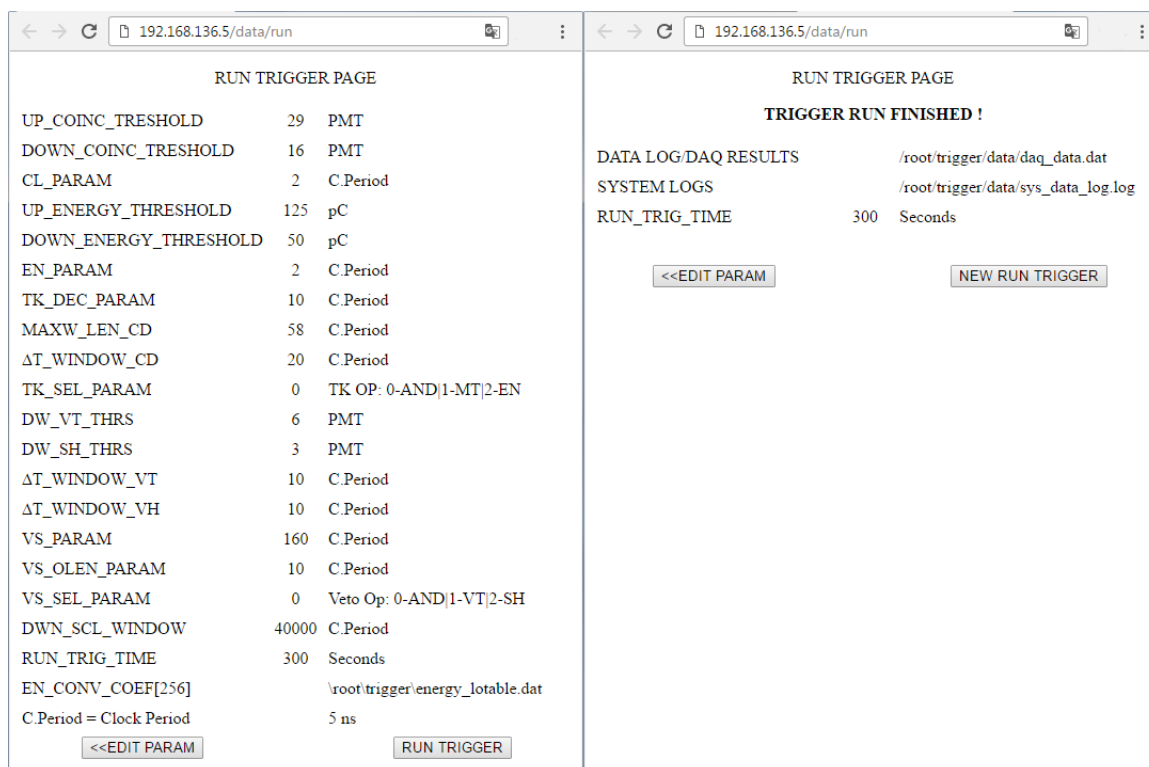 192.168.136.5/data/run
RUN TRIGGER PAGE
UP_COINC_TRESHOLD 29 PMT
DOWN_COINC_TRESHOLD 16 PMT
CL_PARAM 2 C.Period
UP_ENERGY_THRESHOLD 125 pC
DOWN_ENERGY_THRESHOLD 50 pC
EN_PARAM 2 C.Period
TK_DEC_PARAM 10 C.Period
MAXW_LEN_CD 58 C.Period
ΔT_WINDOW_CD 20 C.Period
TK_SEL_PARAM 0 TK OP: 0-AND|1-MT|2-EN
DW_VT_THRS 6 PMT
DW_SH_THRS 3 PMT
ΔT_WINDOW_VT 10 C.Period
ΔT_WINDOW_VH 10 C.Period
VS_PARAM 160 C.Period
VS_OLEN_PARAM 10 C.Period
VS_SEL_PARAM 0 Veto Op: 0-AND|1-VT|2-SH
DWN_SCL_WINDOW 40000 C.Period
RUN_TRIG_TIME 300 Seconds
EN_CONV_COEF[256] \root\trigger\energy_lotable.dat
C.Period = Clock Period 5 ns
<<EDIT PARAM RUN TRIGGER
192.168.136.5/data/run
RUN TRIGGER PAGE
TRIGGER RUN FINISHED !
DATA LOG/DAQ RESULTS /root/trigger/data/daq_data.dat
SYSTEM LOGS /root/trigger/data/sys_data_log.log
RUN_TRIG_TIME 300 Seconds
<<EDIT PARAM NEW RUN TRIGGER